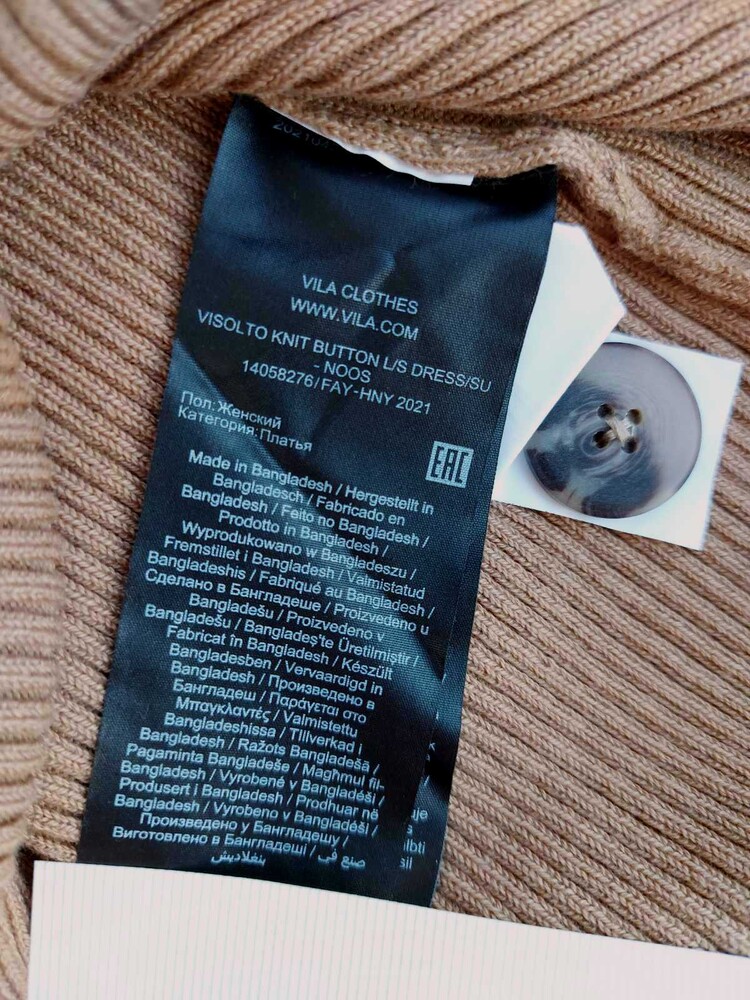 202104
VILA CLOTHES
WWW.VILA.COM
VISOLTO KNIT BUTTON L/S DRESS/SU
- NOOS
14058276/FAY-HNY 2021
Пол: Женский
Категория: Платья
EAC
Made in Bangladesh / Hergestellt in
Bangladesch / Fabricado en
Bangladesh / Feito no Bangladesh /
Prodotto in Bangladesh /
Wyprodukowano w Bangladeszu /
Fremstillet i Bangladesh / Valmistatud
Bangladeshis / Fabriqué au Bangladesh /
Сделано в Бангладеше / Proizvedeno u
Bangladešu / Proizvedeno v
Bangladešu / Bangladeş'te Üretilmiştir /
Fabricat în Bangladesh / Készült
Bangladesben / Vervaardigd in
Bangladesh / Произведено в
Бангладеш / Παράγεται στο
Μπαγκλαντές / Valmistettu
Bangladeshissa / Tillverkad i
Bangladesh / Ražots Bangladešā /
Pagaminta Bangladeše / Magħmul fil-
Bangladesh / Vyrobené v Bangladéši /
Produsert i Bangladesh / Prodhuar në
Bangladesh / Vyrobeno v Bangladéši /
Произведено у Бангладешу /
Виготовлено в Бангладеші / صنع في
بنغلاديش